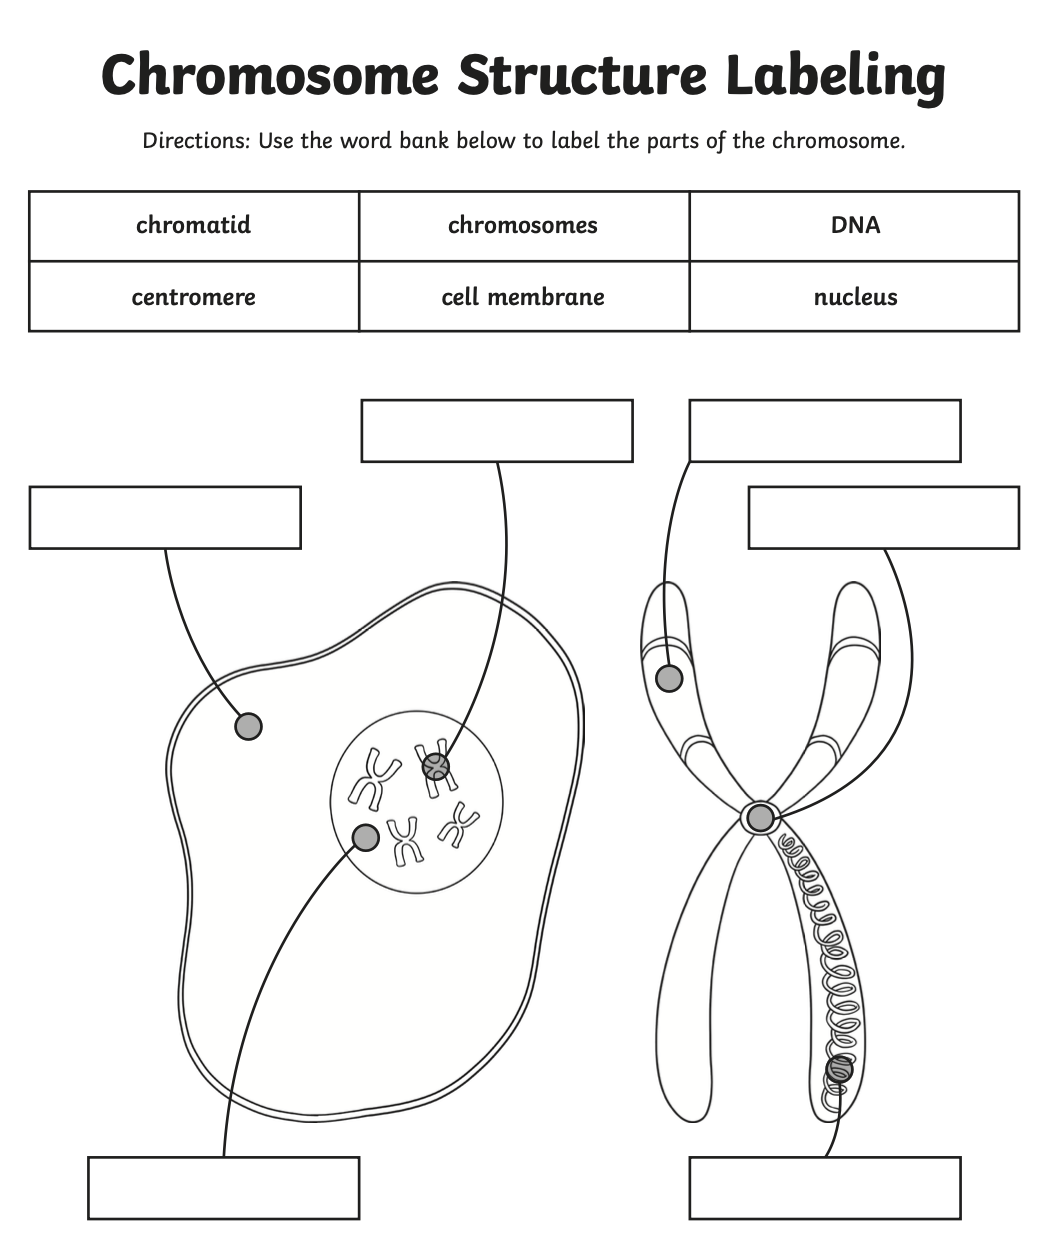 Chromosome Structure Labeling
Directions: Use the word bank below to label the parts of the chromosome.
chromatid chromosomes DNA
centromere cell membrane nucleus